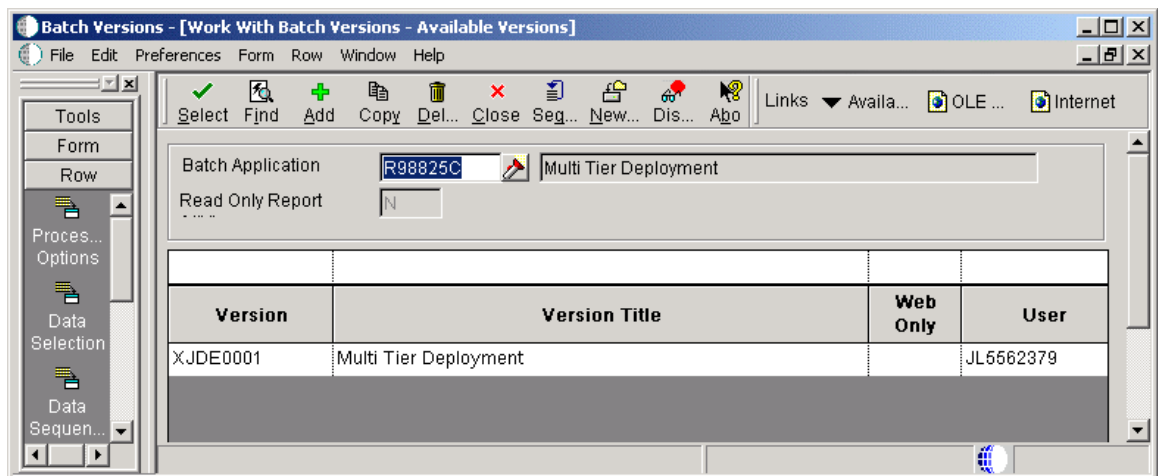 Batch Versions - [Work With Batch Versions - Available Versions]
File Edit Preferences Form Row Window Help
Select Find Add Copy Del... Close Seq... New... Dis... Abo Links Availa... OLE ... Internet
Tools
Form
Row
Proces...
Options
Data
Selection
Data
Sequen...
Batch Application R98825C Multi Tier Deployment
Read Only Report N
Version Version Title Web Only User
XJDE0001 Multi Tier Deployment JL5562379